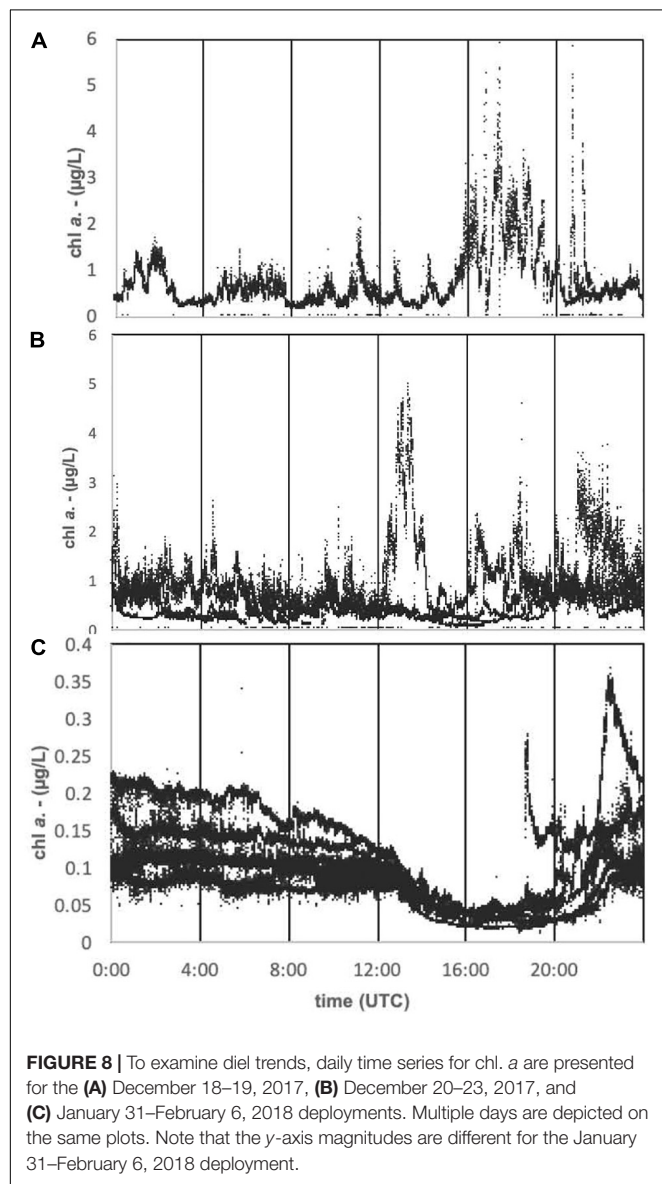 A
6
5
4
3
2
1
0
chl a. - (µg/L)
B
6
5
4
3
2
1
0
chl a. - (µg/L)
C
0.4
0.35
0.3
0.25
0.2
0.15
0.1
0.05
0
chl a. - (µg/L)
0:00 4:00 8:00 12:00 16:00 20:00
time (UTC)
FIGURE 8 | To examine diel trends, daily time series for chl. a are presented
for the (A) December 18–19, 2017, (B) December 20–23, 2017, and
(C) January 31–February 6, 2018 deployments. Multiple days are depicted on
the same plots. Note that the y-axis magnitudes are different for the January
31–February 6, 2018 deployment.